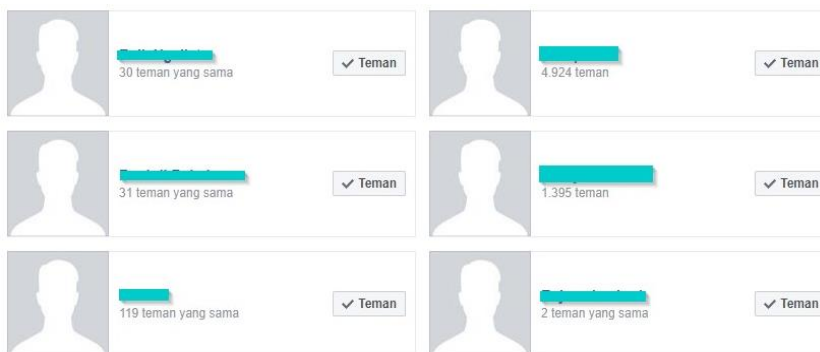 30 teman yang sama
Teman
4.924 teman
Teman
31 teman yang sama
Teman
1.395 teman
Teman
119 teman yang sama
Teman
2 teman yang sama
Teman